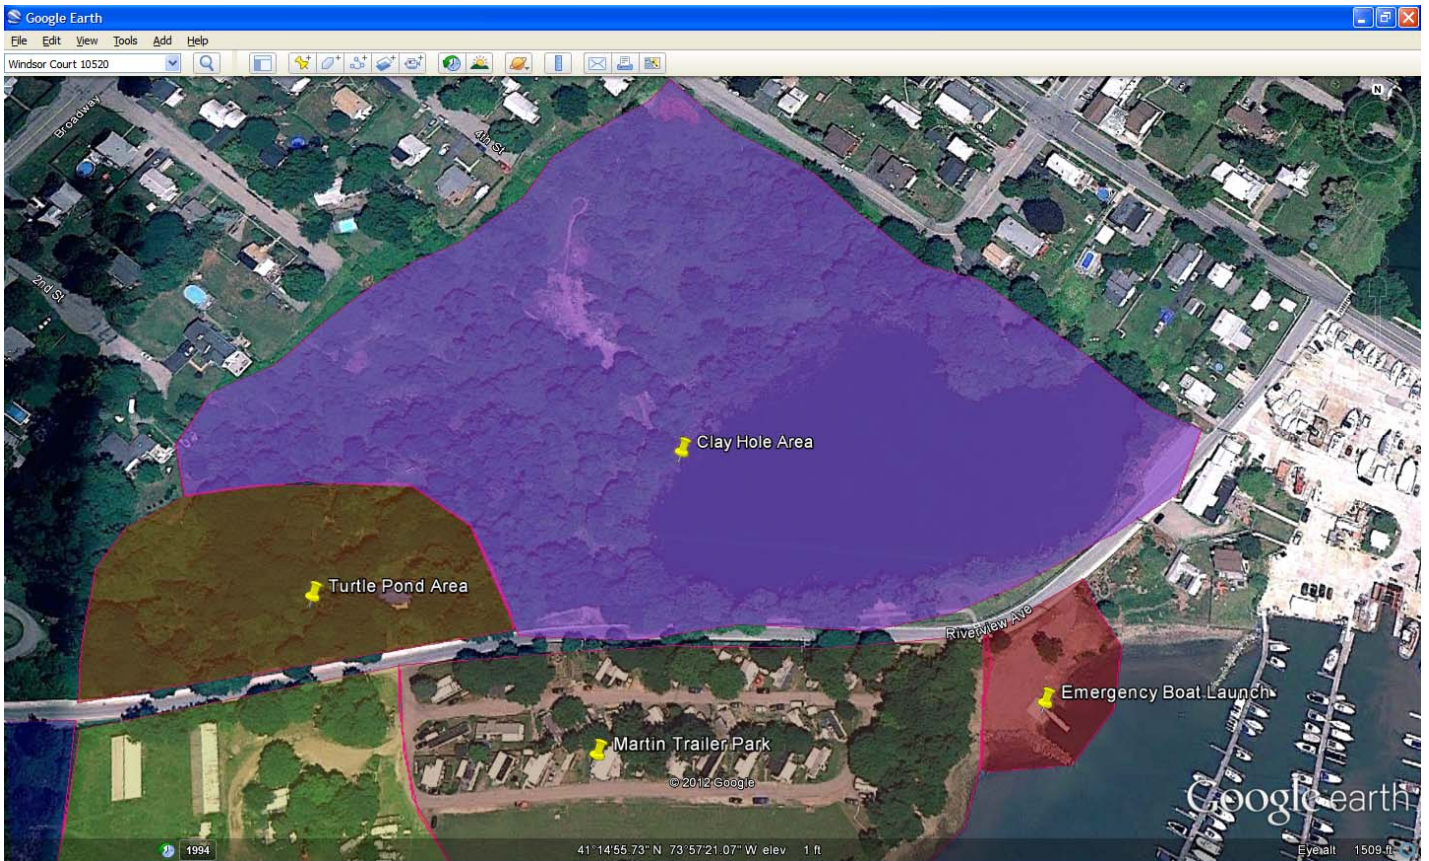 Google Earth
File Edit View Tools Add Help
Windsor Court 10520
N
Broadway
4th St
2nd St
Clay Hole Area
Turtle Pond Area
Riverview Ave
Emergency Boat Launch
Martin Trailer Park
© 2012 Google
Google earth
1994
41°14'55.73" N 73°57'21.07" W elev 1 ft
Eye alt 1509 ft